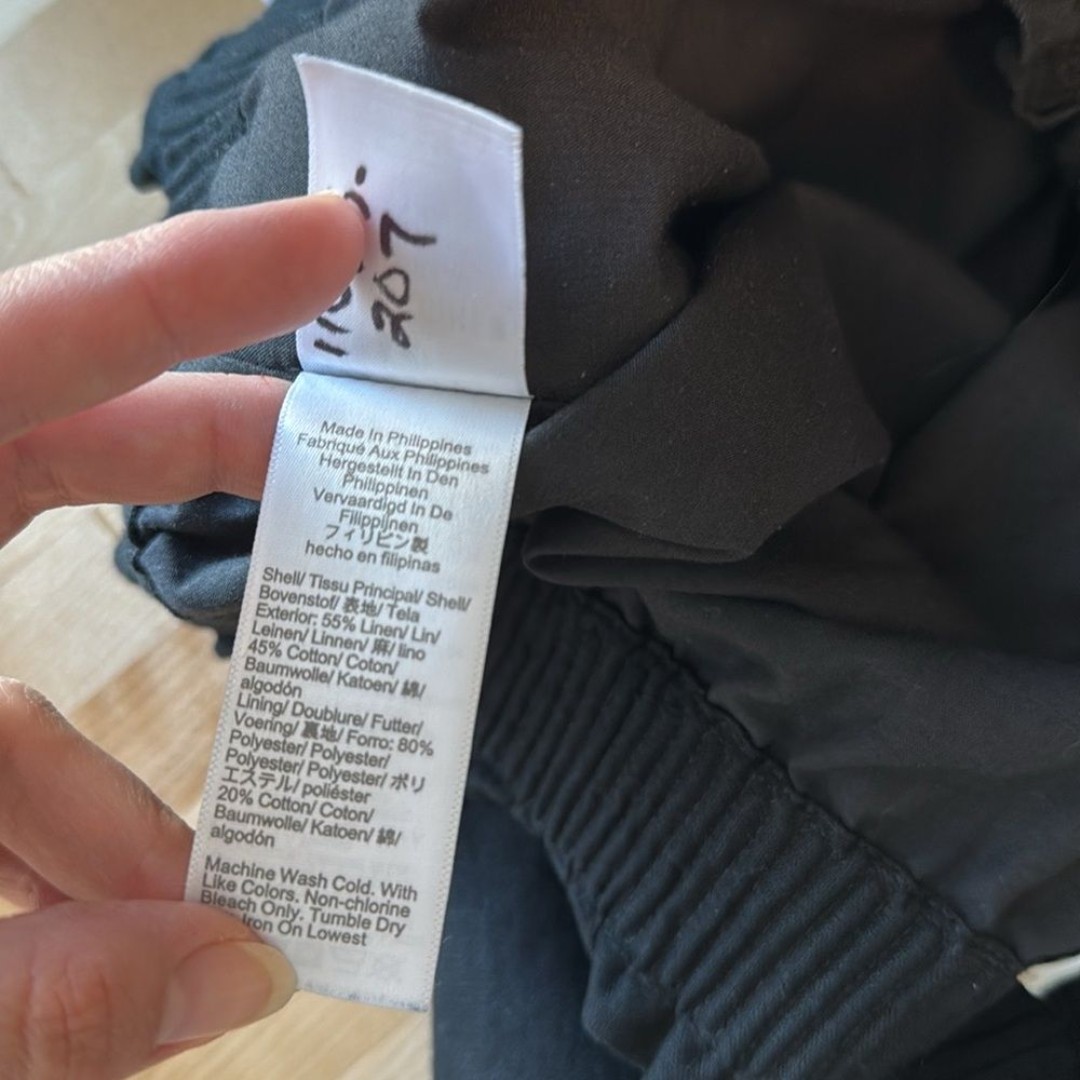 207
Made In Philippines
Fabriqué Aux Philippines
Hergestellt In Den
Philippinen
Vervaardigd In De
Filippijnen
フィリピン製
hecho en filipinas
Shell/ Tissu Principal/ Shell/
Bovenstof/ 表地/ Tela
Exterior: 55% Linen/ Lin/
Leinen/ Linnen/ 麻/ lino
45% Cotton/ Coton/
Baumwolle/ Katoen/ 綿/
algodón
Lining/ Doublure/ Futter/
Voering/ 裏地/ Forro: 80%
Polyester/ Polyester/
Polyester/ Polyester/ ポリ
エステル/ poliéster
20% Cotton/ Coton/
Baumwolle/ Katoen/ 綿/
algodón
Machine Wash Cold. With
Like Colors. Non-chlorine
Bleach Only. Tumble Dry
Iron On Lowest